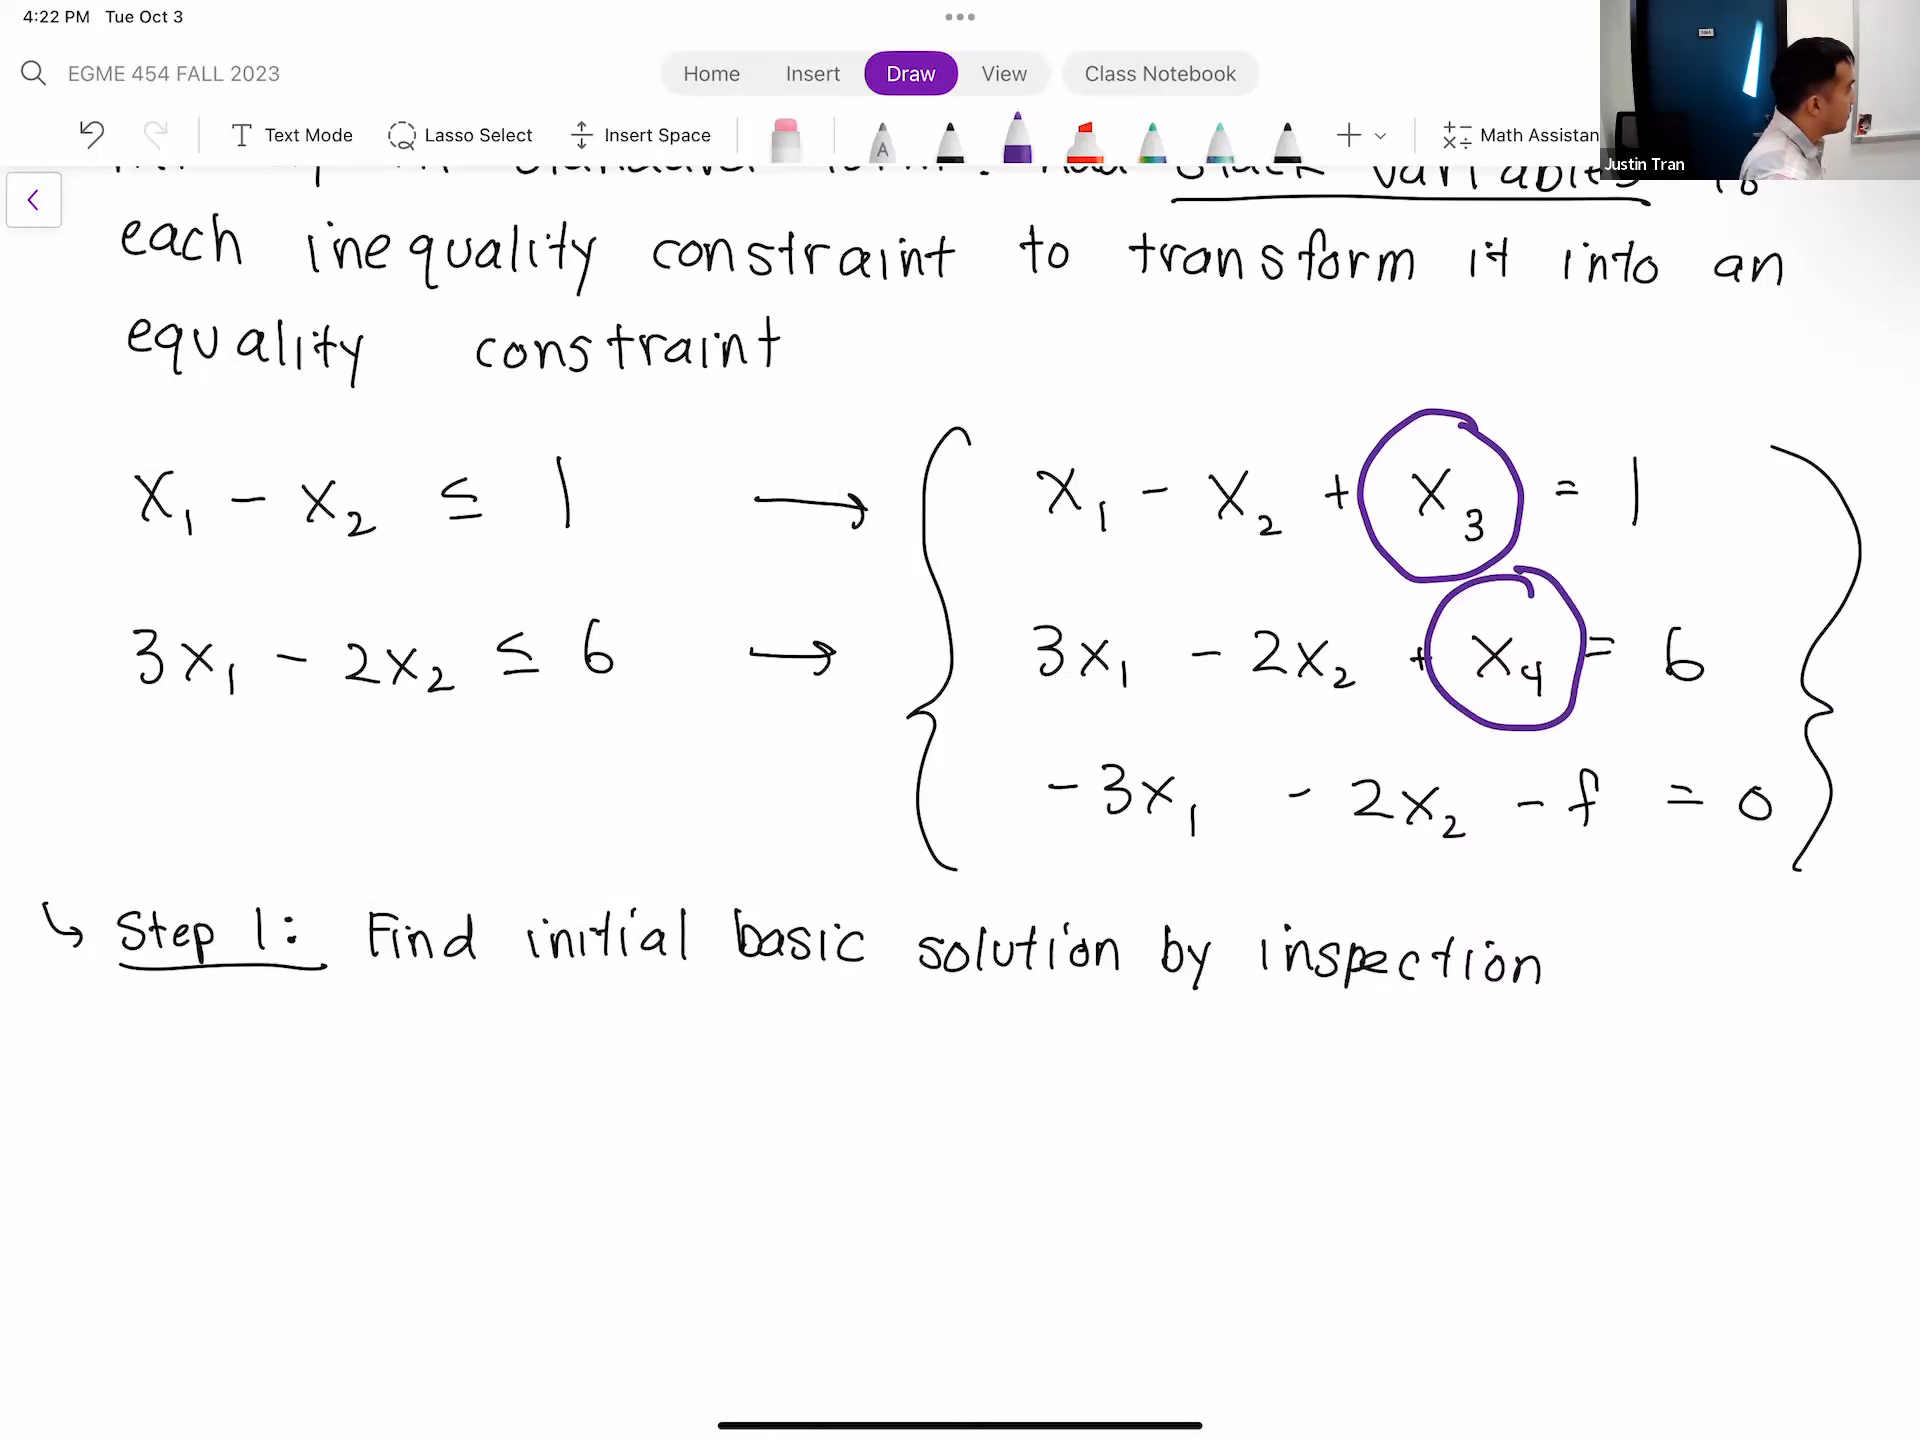 4:22 PM Tue Oct 3
EGME 454 FALL 2023
Home Insert Draw View Class Notebook
Text Mode Lasso Select Insert Space A Math Assistan
Justin Tran
slack variables to
each inequality constraint to transform it into an
equality constraint
x₁ - x₂ ≤ 1 → x₁ - x₂ + x₃ = 1
3x₁ - 2x₂ ≤ 6 → 3x₁ - 2x₂ + x₄ = 6
-3x₁ - 2x₂ - f = 0
↳ Step 1: Find initial basic solution by inspection